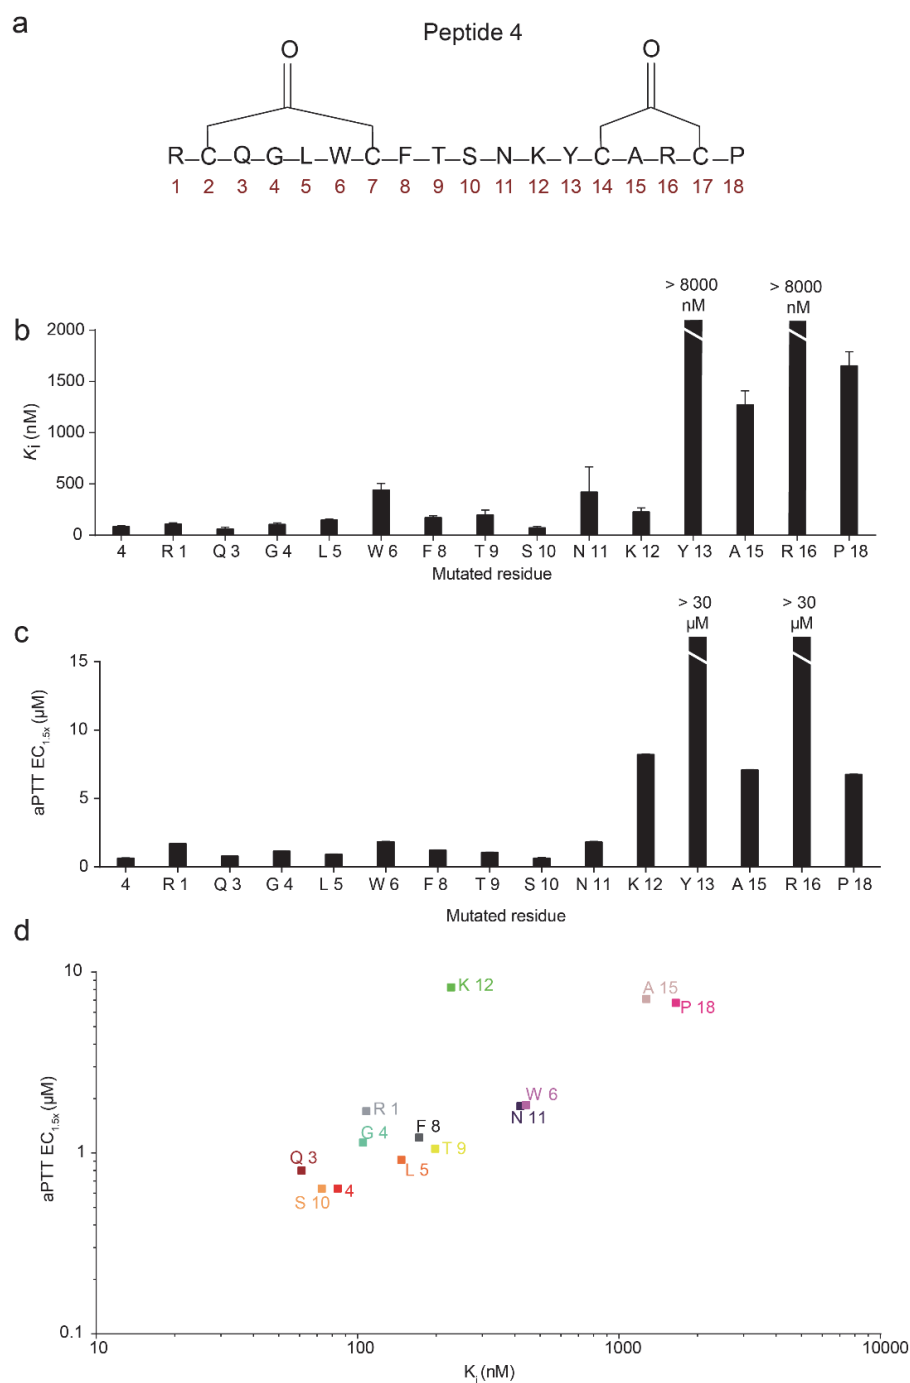 a
Peptide 4
O O
R C Q G L W C F T S N K Y C A R C P
1 2 3 4 5 6 7 8 9 10 11 12 13 14 15 16 17 18
b
> 8000 nM
> 8000 nM
2000
1500
1000
500
0
Ki (nM)
4 R 1 Q 3 G 4 L 5 W 6 F 8 T 9 S 10 N 11 K 12 Y 13 A 15 R 16 P 18
Mutated residue
c
> 30 µM
> 30 µM
15
10
5
0
aPTT EC1.5x (µM)
4 R 1 Q 3 G 4 L 5 W 6 F 8 T 9 S 10 N 11 K 12 Y 13 A 15 R 16 P 18
Mutated residue
d
10
1
0.1
aPTT EC1.5x (µM)
K 12
A 15
P 18
W 6
N 11
R 1
F 8
G 4
T 9
Q 3
L 5
S 10
4
10 100 1000 10000
Ki (nM)